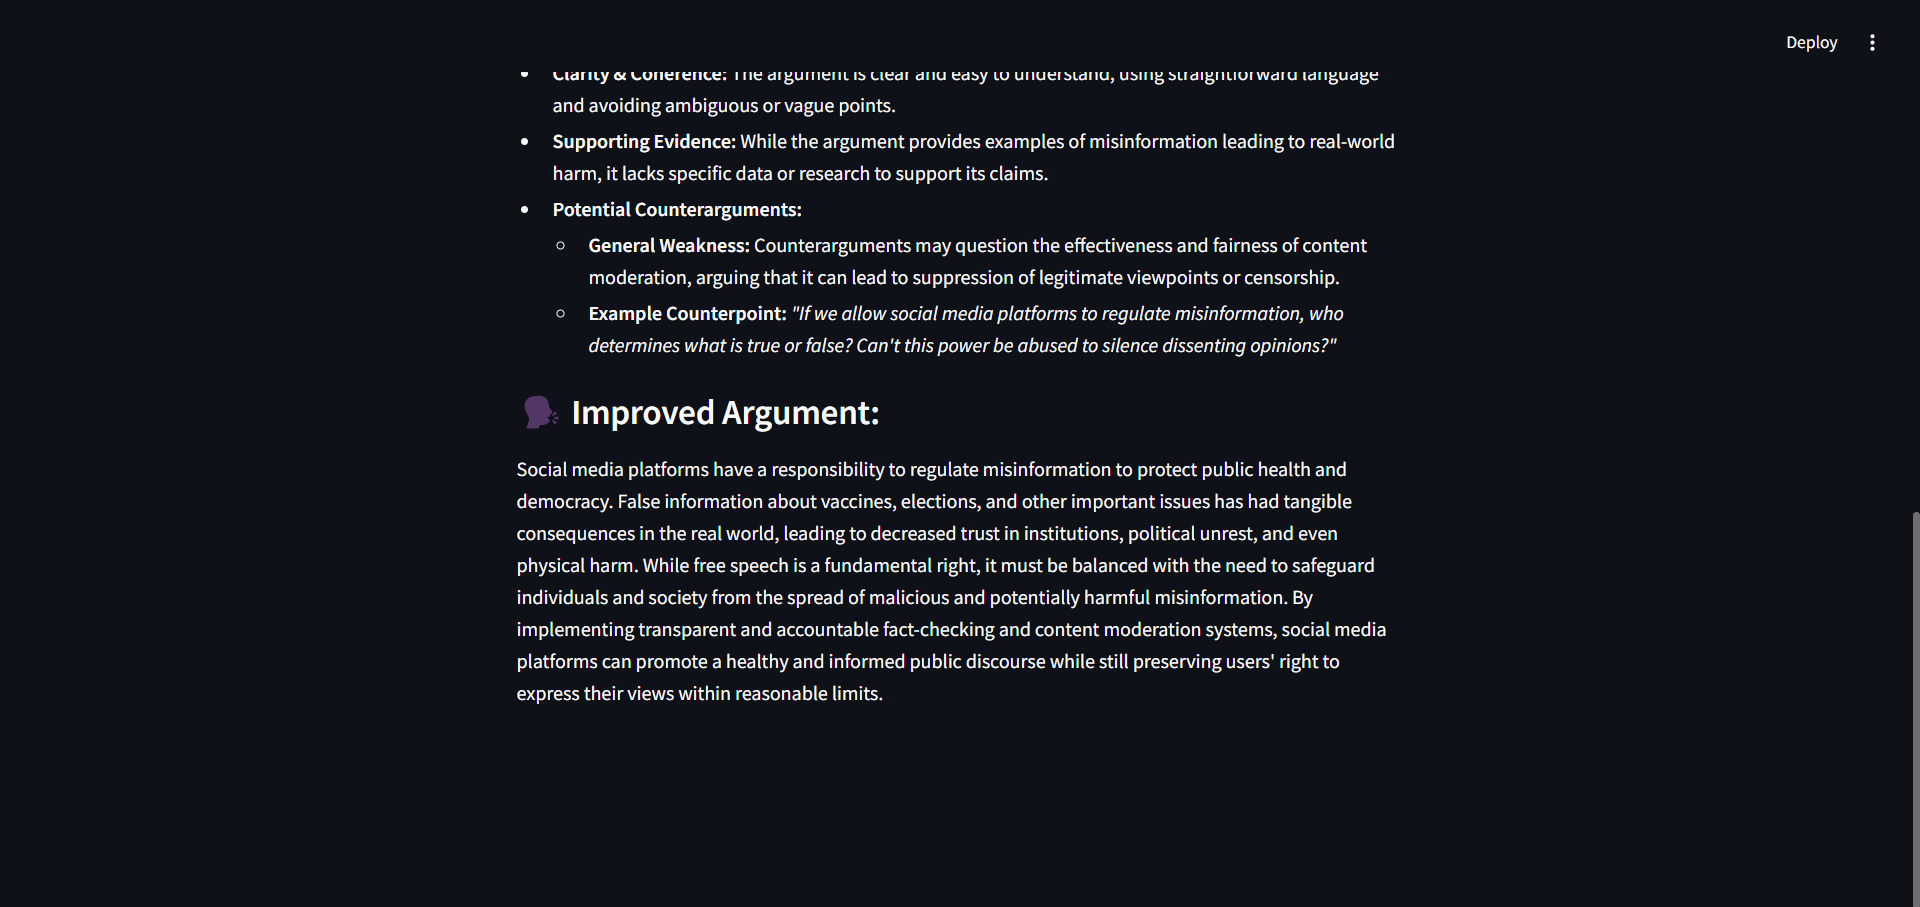 Deploy
Clarity & Coherence: The argument is clear and easy to understand, using straightforward language
and avoiding ambiguous or vague points.
Supporting Evidence: While the argument provides examples of misinformation leading to real-world
harm, it lacks specific data or research to support its claims.
Potential Counterarguments:
General Weakness: Counterarguments may question the effectiveness and fairness of content
moderation, arguing that it can lead to suppression of legitimate viewpoints or censorship.
Example Counterpoint: "If we allow social media platforms to regulate misinformation, who
determines what is true or false? Can't this power be abused to silence dissenting opinions?"
Improved Argument:
Social media platforms have a responsibility to regulate misinformation to protect public health and
democracy. False information about vaccines, elections, and other important issues has had tangible
consequences in the real world, leading to decreased trust in institutions, political unrest, and even
physical harm. While free speech is a fundamental right, it must be balanced with the need to safeguard
individuals and society from the spread of malicious and potentially harmful misinformation. By
implementing transparent and accountable fact-checking and content moderation systems, social media
platforms can promote a healthy and informed public discourse while still preserving users' right to
express their views within reasonable limits.